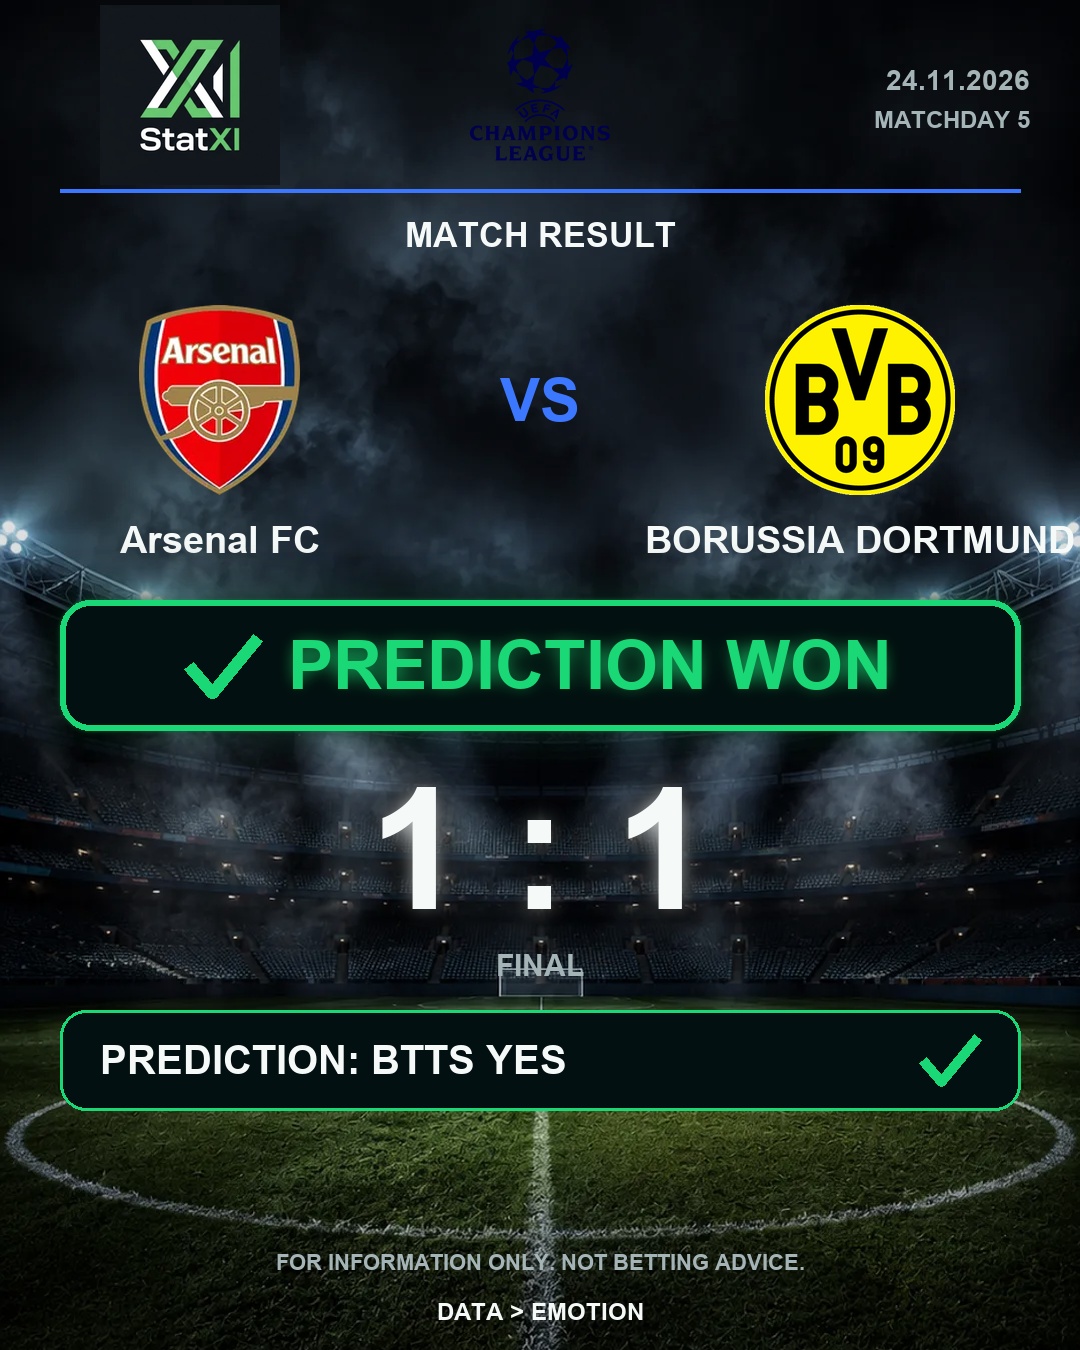 StatXI
UEFA
CHAMPIONS
LEAGUE
24.11.2026
MATCHDAY 5
MATCH RESULT
Arsenal
VS
BVB
09
Arsenal FC
BORUSSIA DORTMUND
PREDICTION WON
1 : 1
FINAL
PREDICTION: BTTS YES
FOR INFORMATION ONLY. NOT BETTING ADVICE.
DATA > EMOTION